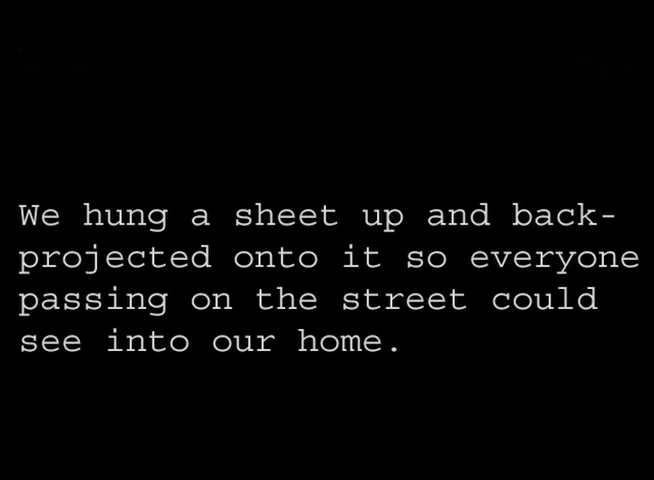 We hung a sheet up and back-
projected onto it so everyone
passing on the street could
see into our home.